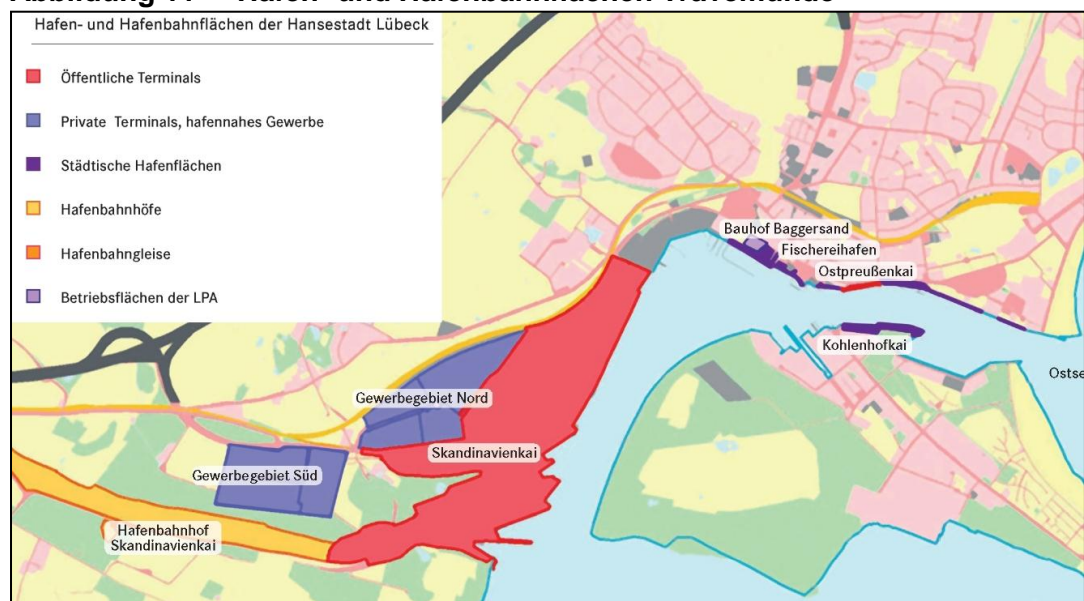 Hafen- und Hafenbahnflächen der Hansestadt Lübeck
Öffentliche Terminals
Private Terminals, hafennahes Gewerbe
Städtische Hafenflächen
Hafenbahnhöfe
Hafenbahngleise
Betriebsflächen der LPA
Bauhof Baggersand
Fischereihafen
Ostpreußenkai
Kohlenhofkai
Ostse
Gewerbegebiet Nord
Skandinavienkai
Gewerbegebiet Süd
Hafenbahnhof
Skandinavienkai